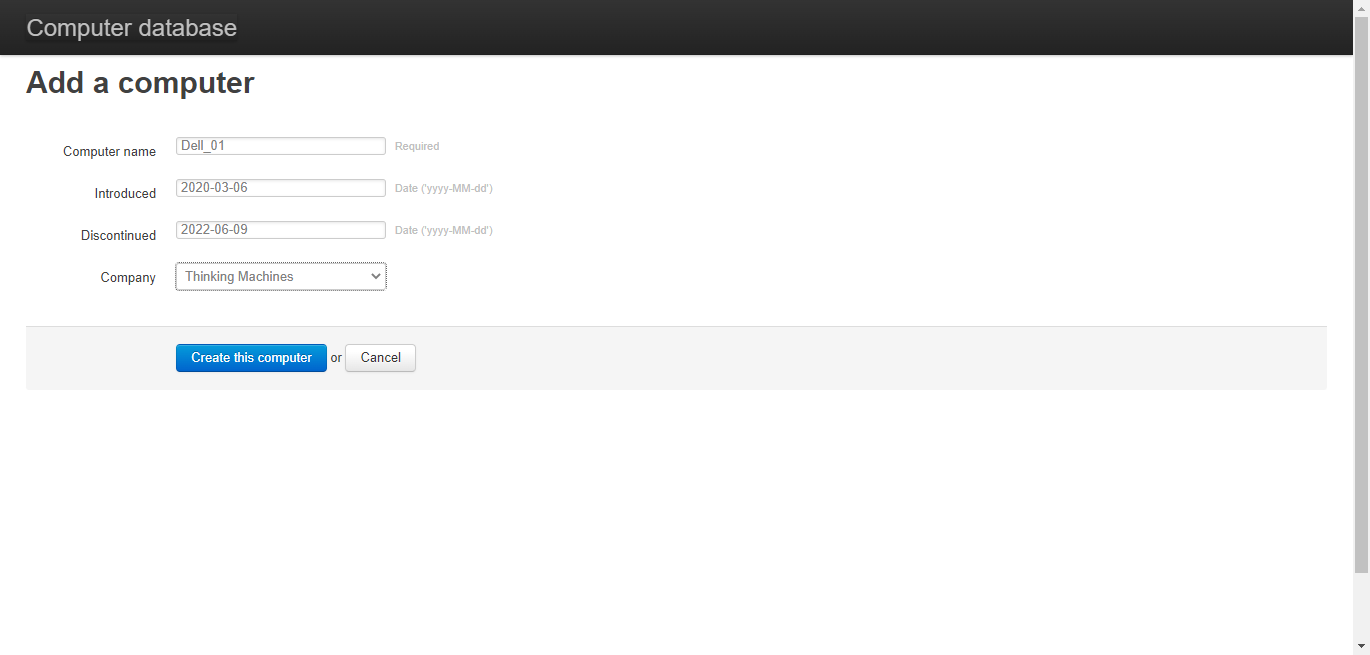 Computer database
Add a computer
Computer name Dell_01 Required
Introduced 2020-03-06 Date ('yyyy-MM-dd')
Discontinued 2022-06-09 Date ('yyyy-MM-dd')
Company Thinking Machines
Create this computer or Cancel